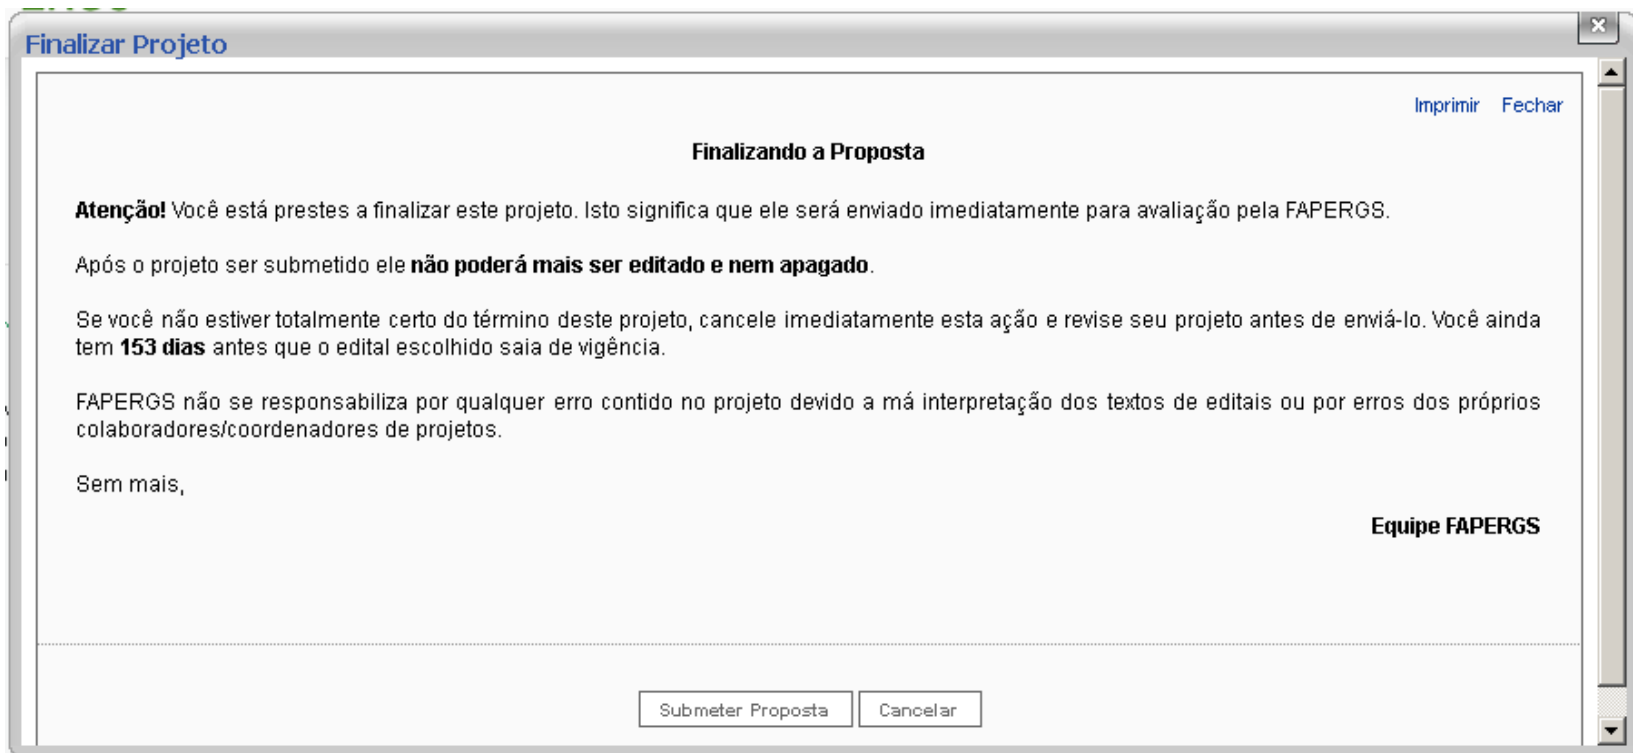 Finalizar Projeto
Imprimir Fechar
Finalizando a Proposta
Atenção! Você está prestes a finalizar este projeto. Isto significa que ele será enviado imediatamente para avaliação pela FAPERGS.
Após o projeto ser submetido ele não poderá mais ser editado e nem apagado.
Se você não estiver totalmente certo do término deste projeto, cancele imediatamente esta ação e revise seu projeto antes de enviá-lo. Você ainda
tem 153 dias antes que o edital escolhido saia de vigência.
FAPERGS não se responsabiliza por qualquer erro contido no projeto devido a má interpretação dos textos de editais ou por erros dos próprios
colaboradores/coordenadores de projetos.
Sem mais,
Equipe FAPERGS
Submeter Proposta Cancelar